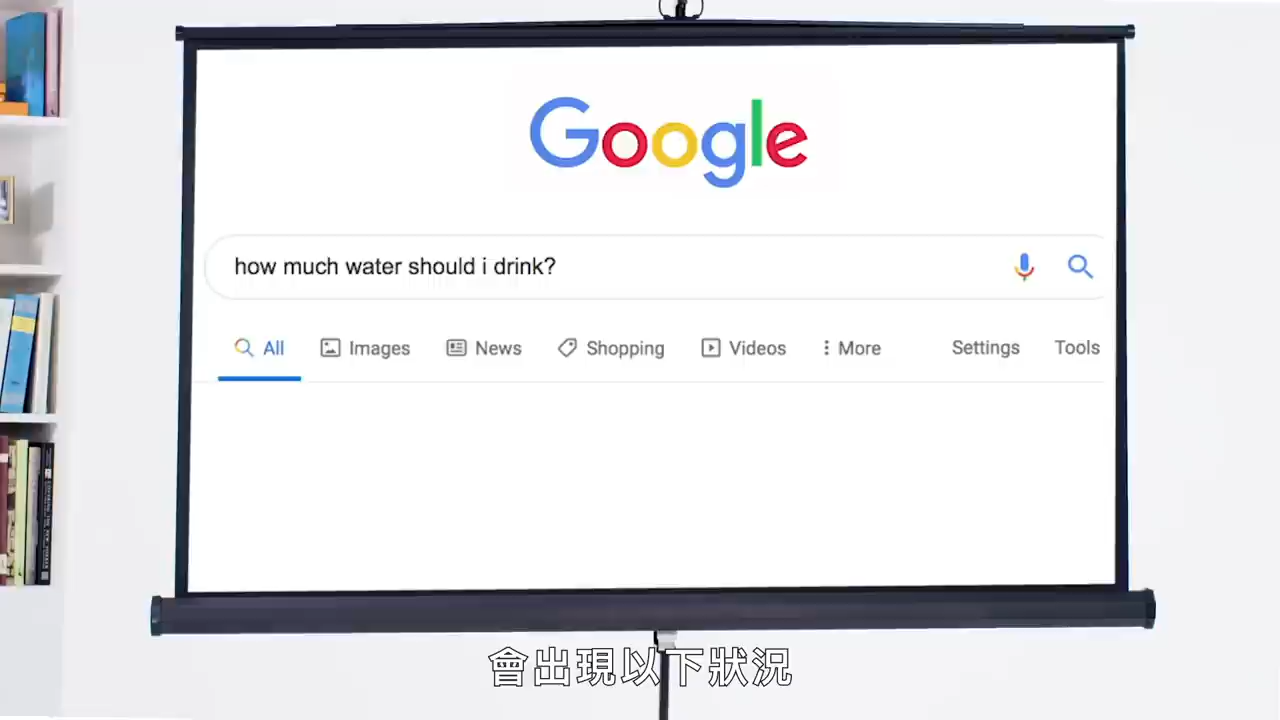 Google
how much water should i drink?
All Images News Shopping Videos More Settings Tools
會出現以下狀況